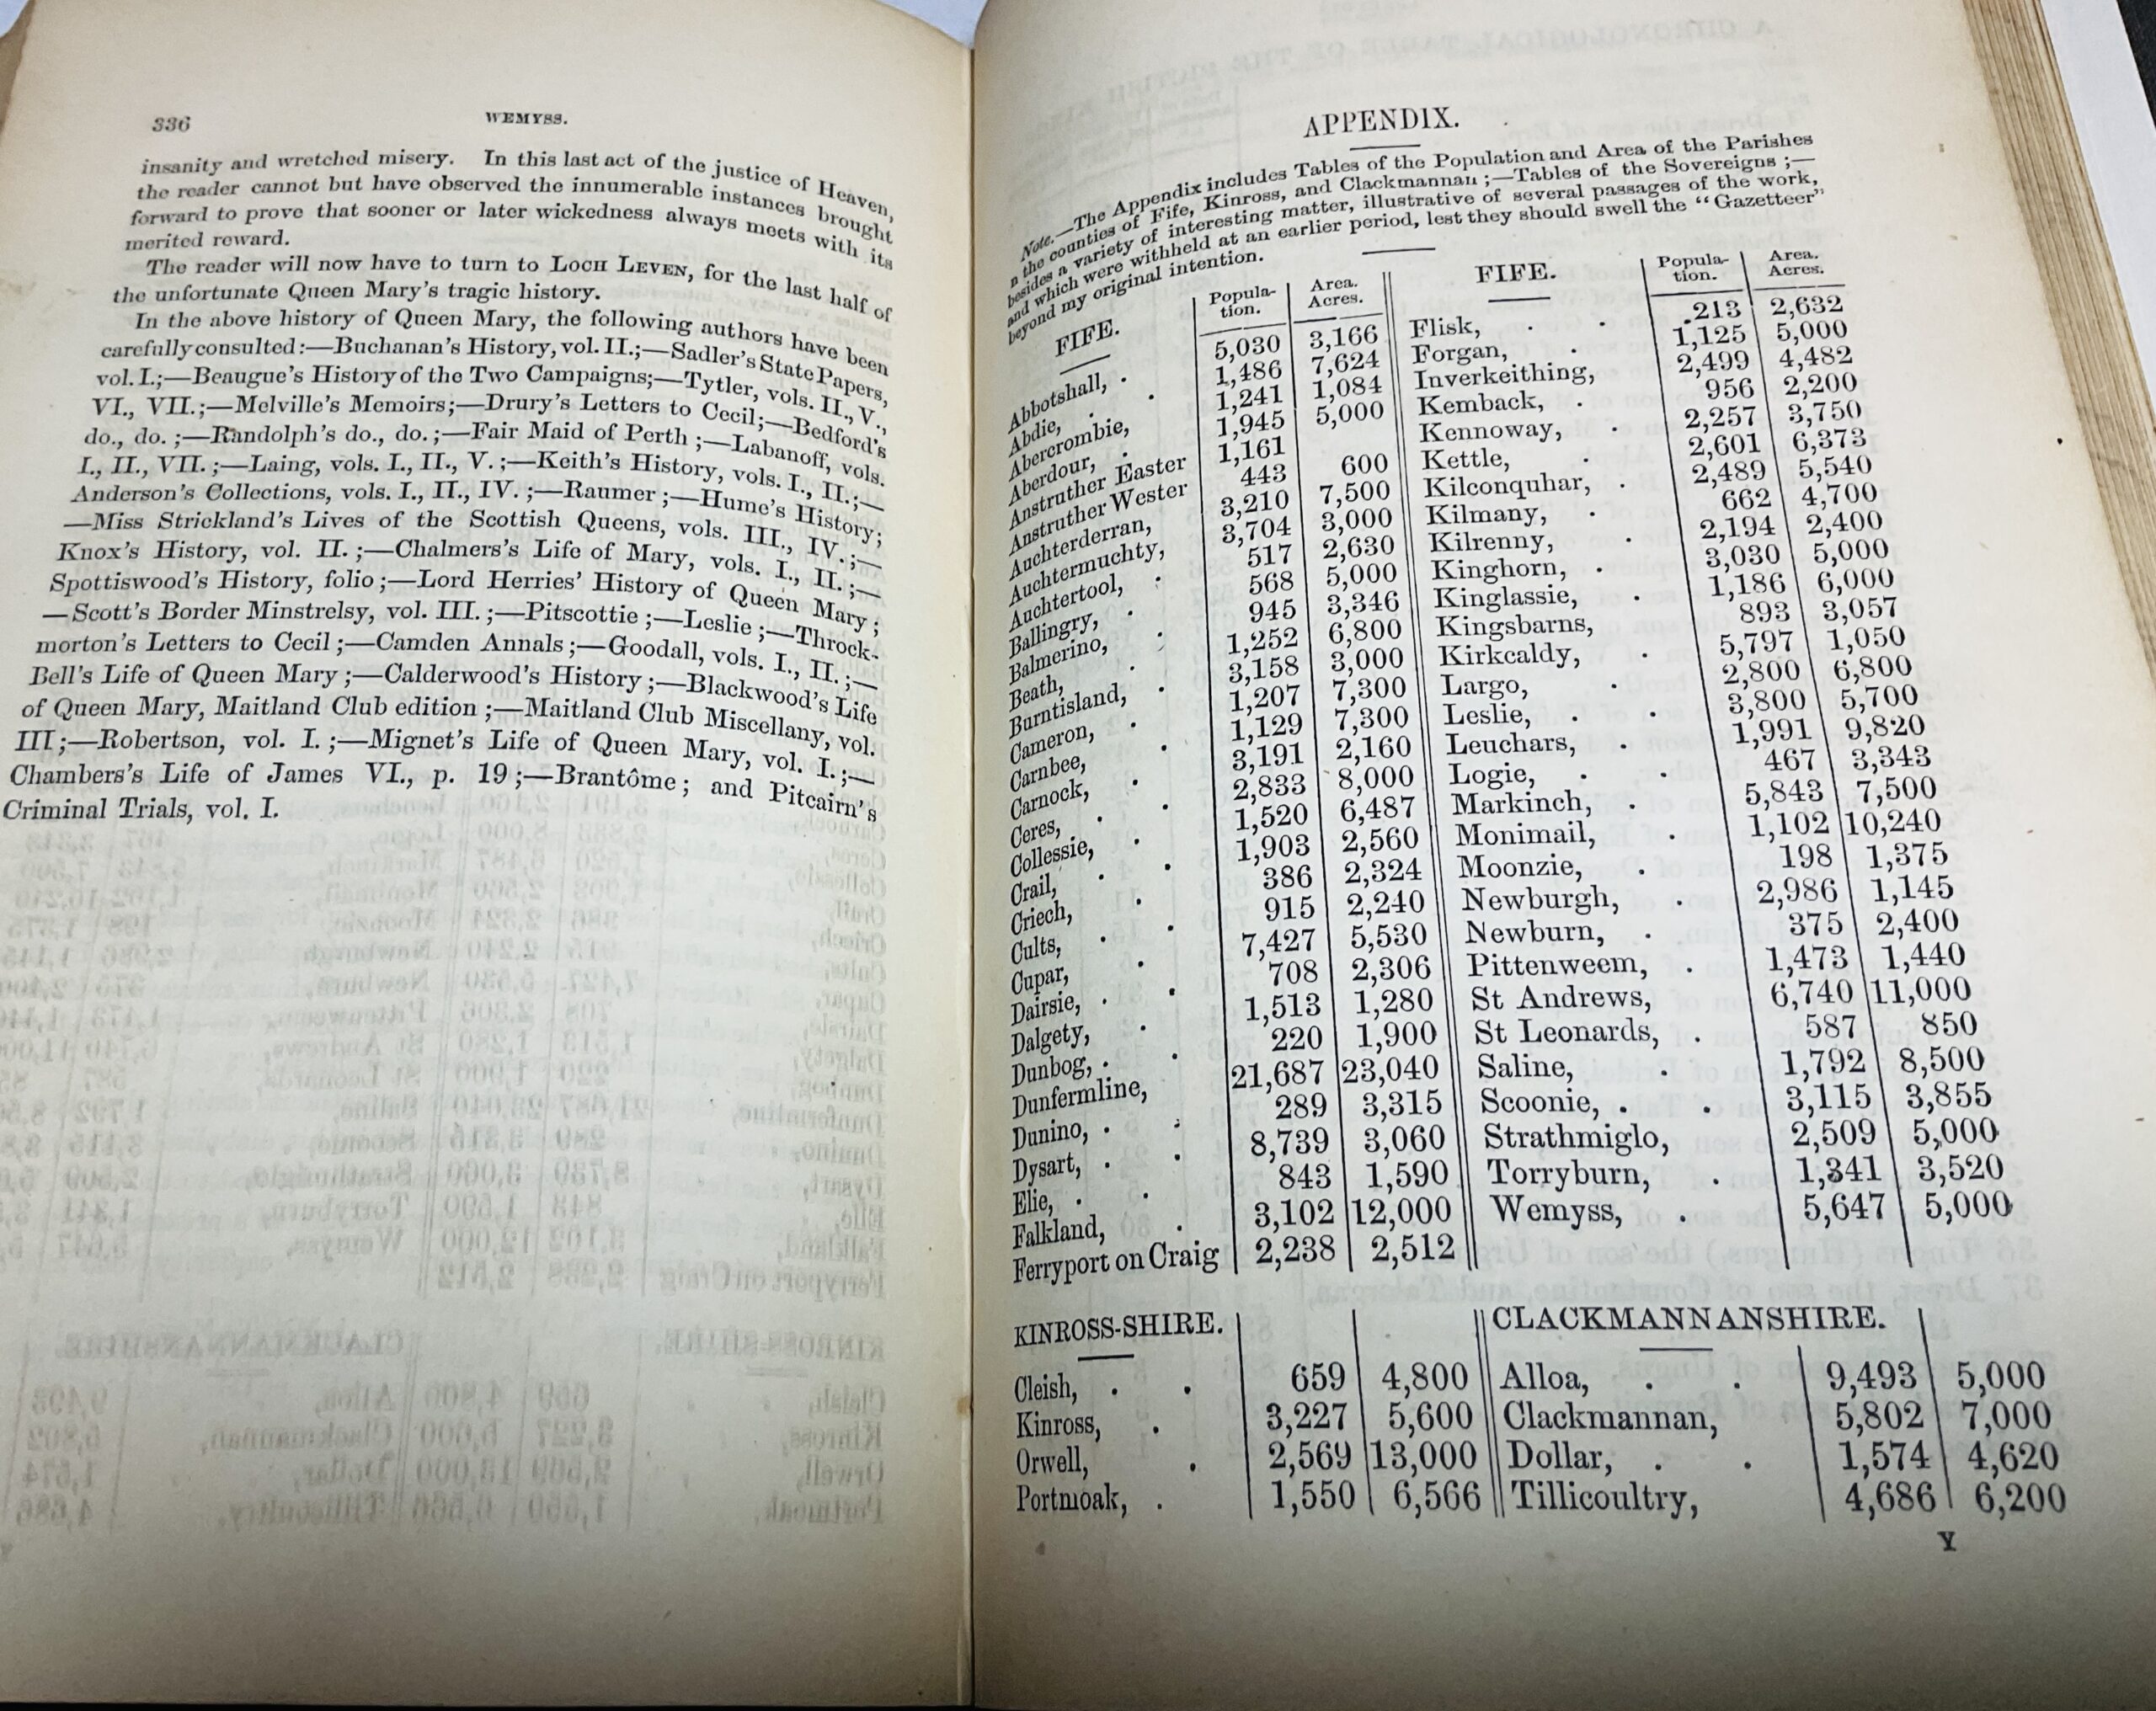 336
WEMYSS.
insanity and wretched misery. In this last act of the justice of Heaven,
the reader cannot but have observed the innumerable instances brought
forward to prove that sooner or later wickedness always meets with its
merited reward.
The reader will now have to turn to LOCH LEVEN, for the last half of
the unfortunate Queen Mary's tragic history.
In the above history of Queen Mary, the following authors have been
carefully consulted:—Buchanan's History, vol. II.;—Sadler's State Papers,
vol. I.;—Beaugue's History of the Two Campaigns;—Tytler, vols. II., V.,
VI., VII.;—Melville's Memoirs;—Drury's Letters to Cecil;—Bedford's
do., do.;—Randolph's do., do.;—Fair Maid of Perth;—Labanoff, vols.
I., II., VII.;—Laing, vols. I., II., V.;—Keith's History, vols. I., II.;—
Anderson's Collections, vols. I., II., IV.;—Raumer;—Hume's History;
—Miss Strickland's Lives of the Scottish Queens, vols. III., IV.;—
Knox's History, vol. II.;—Chalmers's Life of Mary, vols. I., II.;—
Spottiswood's History, folio;—Lord Herries' History of Queen Mary;
—Scott's Border Minstrelsy, vol. III.;—Pitscottie;—Leslie;—Throck-
morton's Letters to Cecil;—Camden Annals;—Goodall, vols. I., II.;—
Bell's Life of Queen Mary;—Calderwood's History;—Blackwood's Life
of Queen Mary, Maitland Club edition;—Maitland Club Miscellany, vol.
III;—Robertson, vol. I.;—Mignet's Life of Queen Mary, vol. I.;—
Chambers's Life of James VI., p. 19;—Brantôme; and Pitcairn's
Criminal Trials, vol. I.
APPENDIX.
Note.—The Appendix includes Tables of the Population and Area of the Parishes
n the counties of Fife, Kinross, and Clackmannan;—Tables of the Sovereigns;—
besides a variety of interesting matter, illustrative of several passages of the work,
and which were withheld at an earlier period, lest they should swell the "Gazetteer"
beyond my original intention.
FIFE. Popula-tion. Area. Acres.
Abbotshall, . 5,030 3,166
Abdie, . . 1,486 7,624
Abercrombie, 1,241 1,084
Aberdour, . 1,945 5,000
Anstruther Easter 1,161
Anstruther Wester 443 600
Auchterderran, 3,210 7,500
Auchtermuchty, 3,704 3,000
Auchtertool, . 517 2,630
Ballingry, . 568 5,000
Balmerino, . 945 3,346
Beath, . 1,252 6,800
Burntisland, . 3,158 3,000
Cameron, . 1,207 7,300
Carnbee, . 1,129 7,300
Carnock, . 3,191 2,160
Ceres, . . 2,833 8,000
Collessie, . 1,520 6,487
Crail, . . 1,903 2,560
Criech, . 386 2,324
Cults, . . 915 2,240
Cupar, . 7,427 5,530
Dairsie, . . 708 2,306
Dalgety, . 1,513 1,280
Dunbog, . . 220 1,900
Dunfermline, 21,687 23,040
Dunino, . . 289 3,315
Dysart, . . 8,739 3,060
Elie, . . 843 1,590
Falkland, . 3,102 12,000
Ferryport on Craig 2,238 2,512
FIFE. Popula-tion. Area. Acres.
Flisk, . . 213 2,632
Forgan, . 1,125 5,000
Inverkeithing, 2,499 4,482
Kemback, . 956 2,200
Kennoway, . 2,257 3,750
Kettle, . 2,601 6,373
Kilconquhar, . 2,489 5,540
Kilmany, . 662 4,700
Kilrenny, . 2,194 2,400
Kinghorn, . 3,030 5,000
Kinglassie, . 1,186 6,000
Kingsbarns, 893 3,057
Kirkcaldy, . 5,797 1,050
Largo, . 2,800 6,800
Leslie, . . 3,800 5,700
Leuchars, . 1,991 9,820
Logie, . . 467 3,343
Markinch, . 5,843 7,500
Monimail, . 1,102 10,240
Moonzie, . 198 1,375
Newburgh, . 2,986 1,145
Newburn, . 375 2,400
Pittenweem, . 1,473 1,440
St Andrews, 6,740 11,000
St Leonards, . 587 850
Saline, . 1,792 8,500
Scoonie, . . 3,115 3,855
Strathmiglo, 2,509 5,000
Torryburn, . 1,341 3,520
Wemyss, . 5,647 5,000
KINROSS-SHIRE.
Cleish, . . 659 4,800
Kinross, . 3,227 5,600
Orwell, . 2,569 13,000
Portmoak, . 1,550 6,566
CLACKMANNANSHIRE.
Alloa, . . 9,493 5,000
Clackmannan, 5,802 7,000
Dollar, . . 1,574 4,620
Tillicoultry, 4,686 6,200
Y